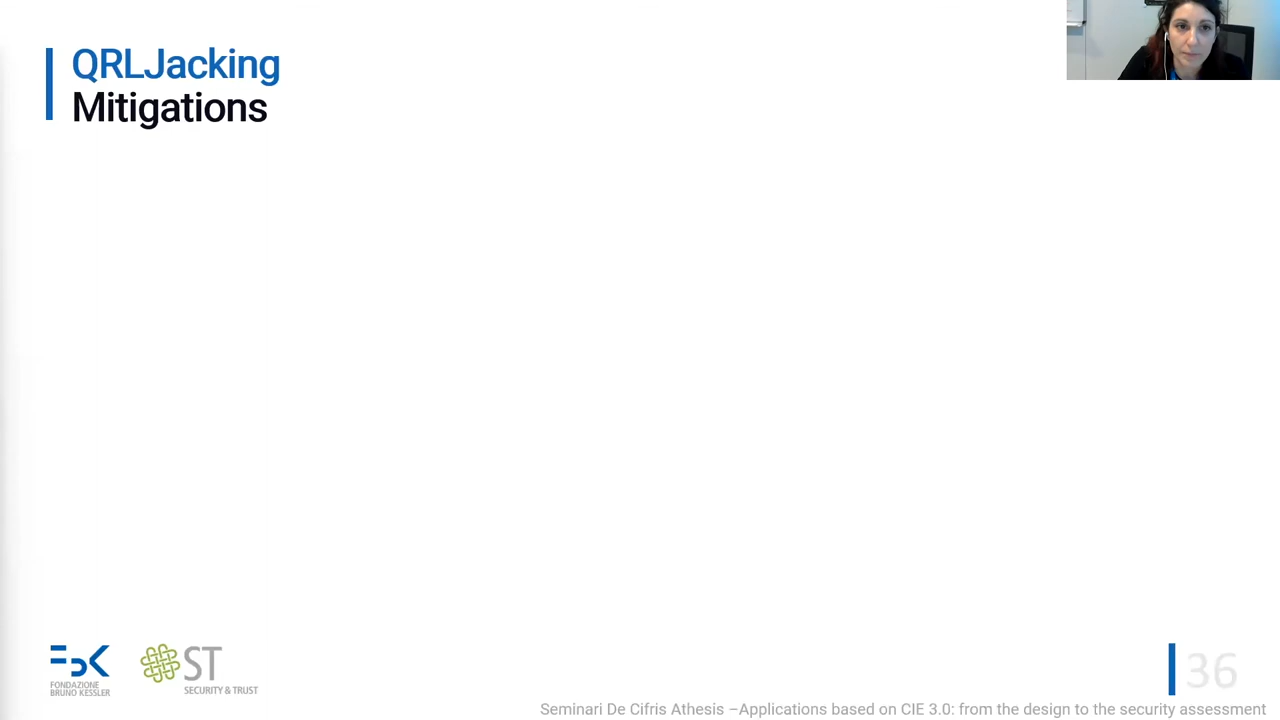 QRLJacking
Mitigations
FBK
FONDAZIONE
BRUNO KESSLER
ST
SECURITY & TRUST
36
Seminari De Cifris Athesis –Applications based on CIE 3.0: from the design to the security assessment